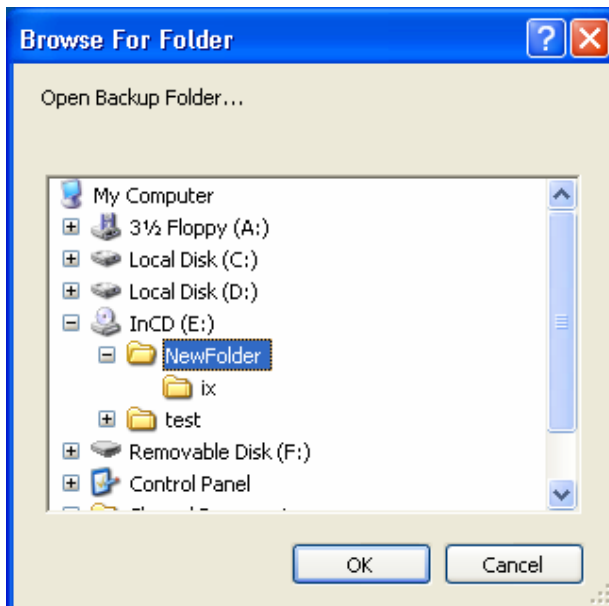 Browse For Folder
Open Backup Folder...
My Computer
3½ Floppy (A:)
Local Disk (C:)
Local Disk (D:)
InCD (E:)
NewFolder
ix
test
Removable Disk (F:)
Control Panel
OK
Cancel